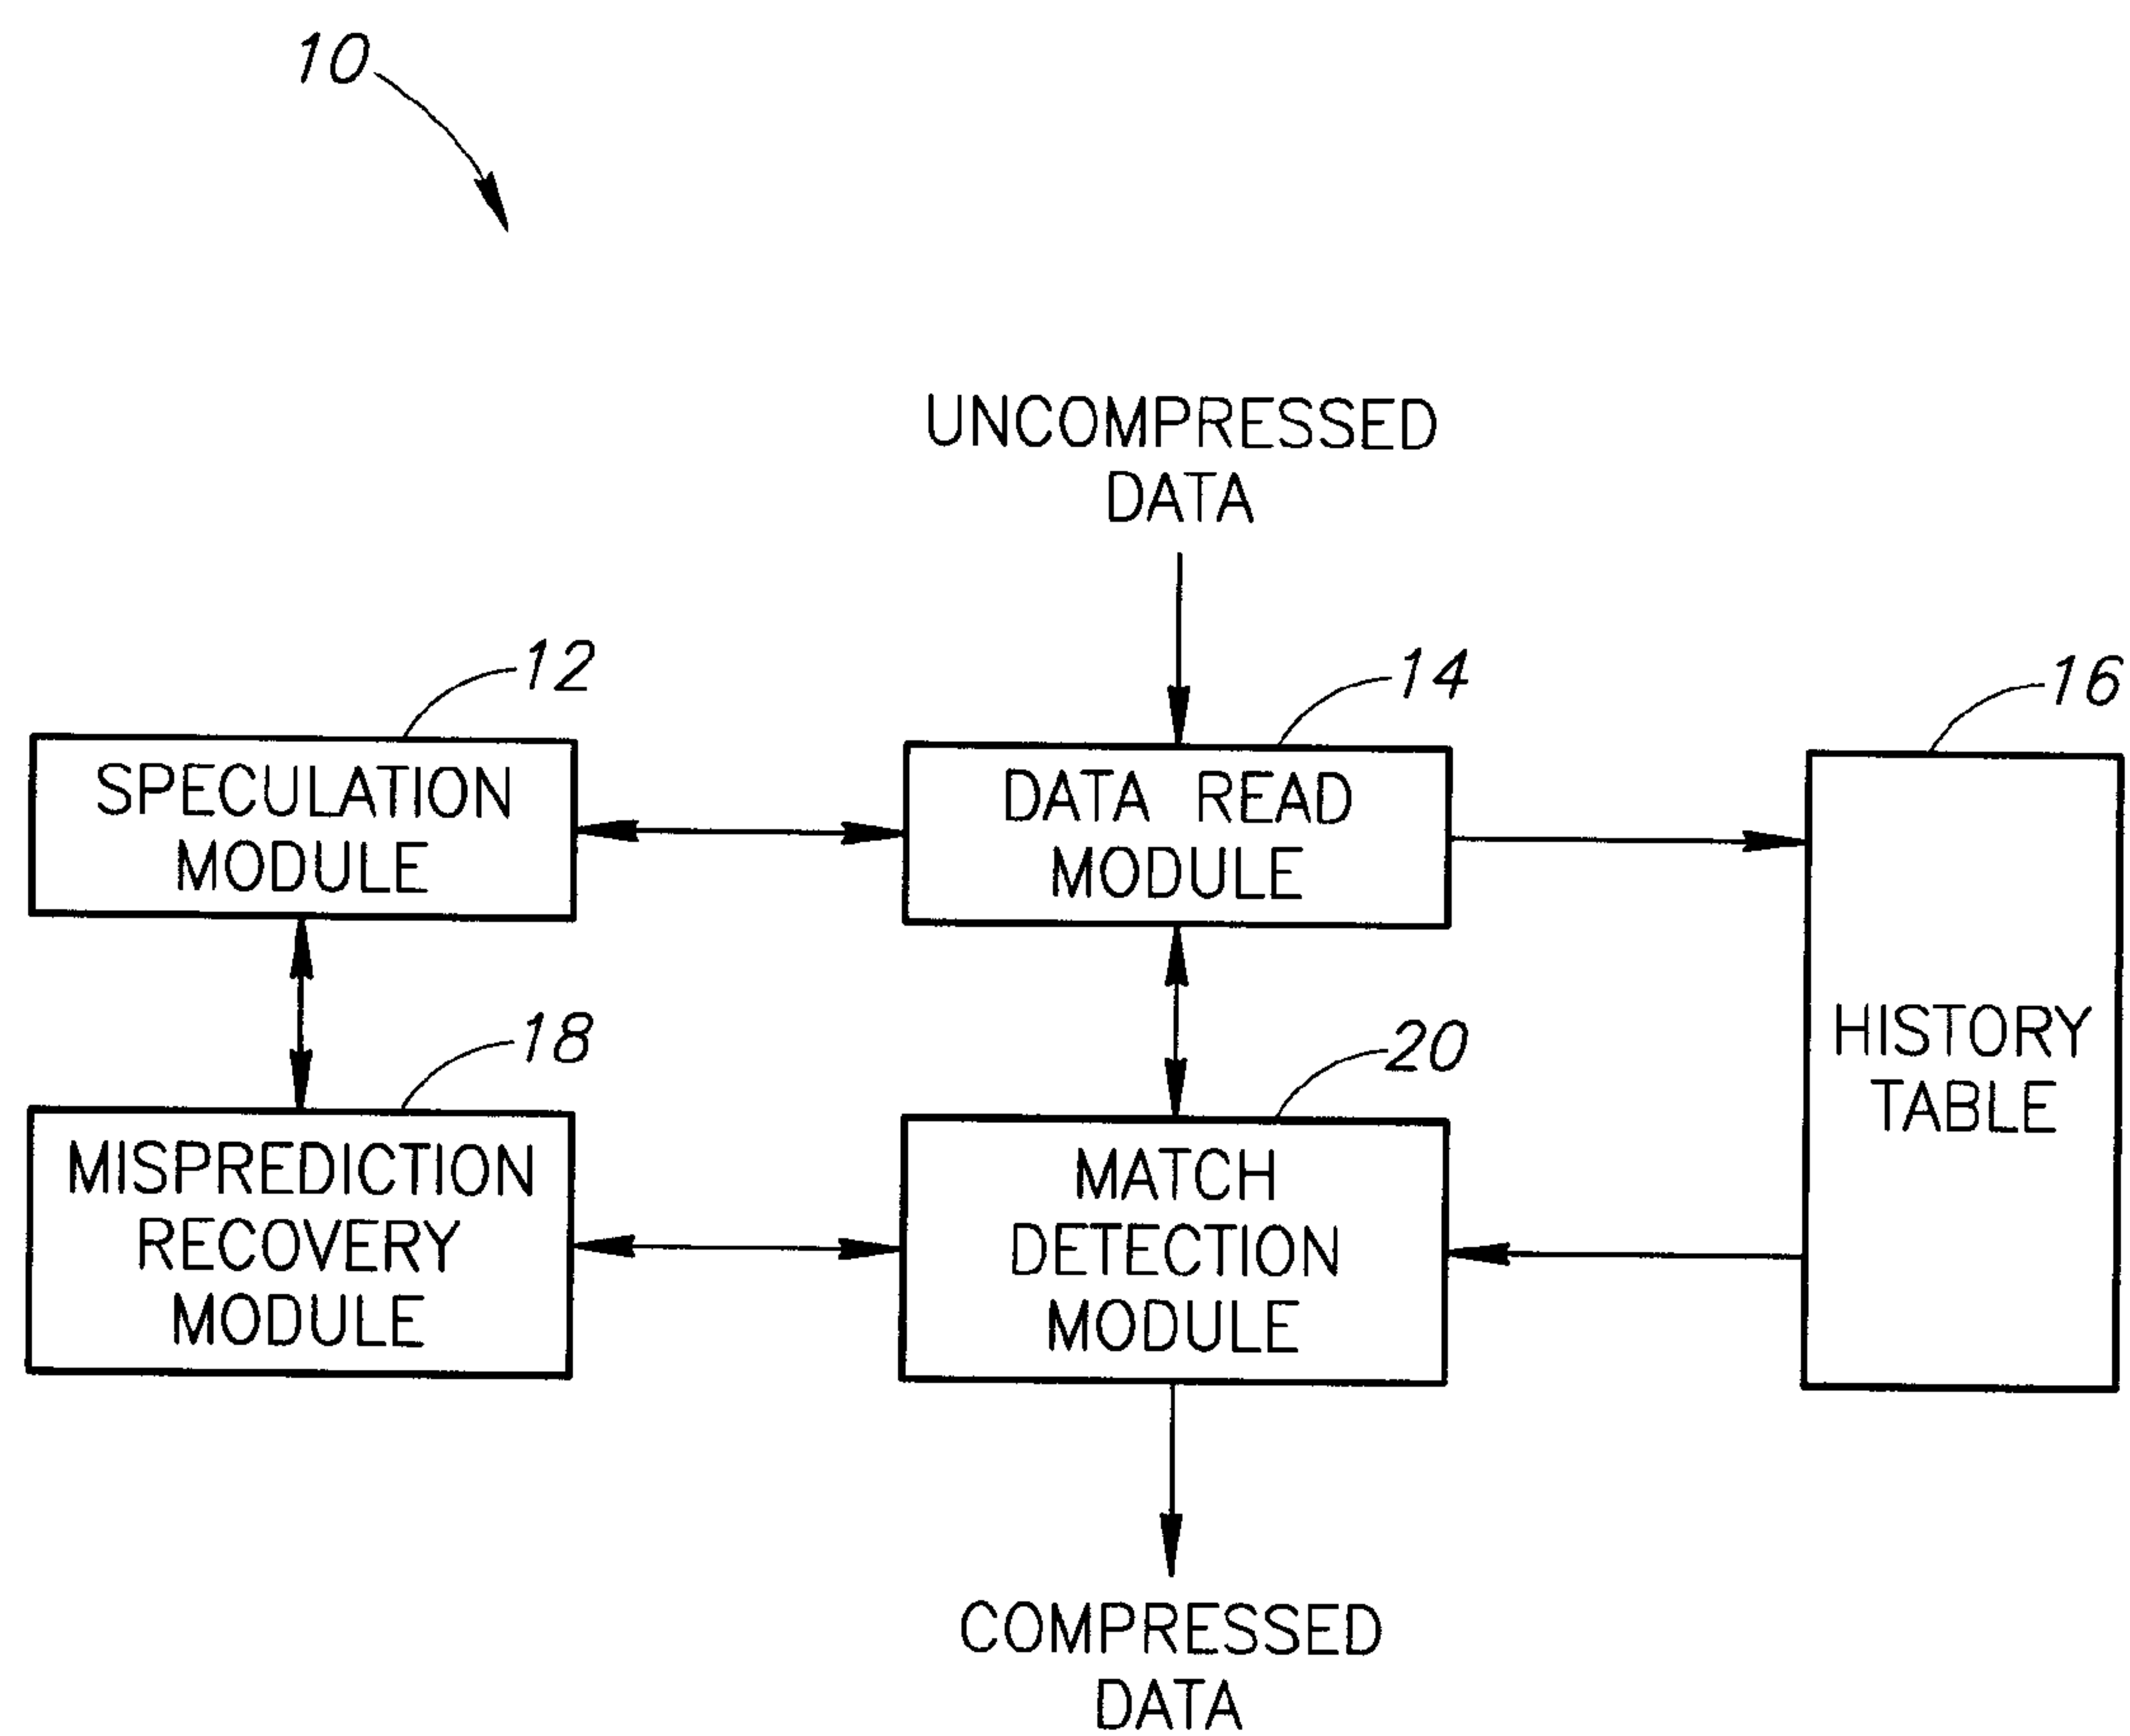 10
UNCOMPRESSED
DATA
12
14
16
SPECULATION
MODULE
DATA READ
MODULE
HISTORY
TABLE
18
20
MISPREDICTION
RECOVERY
MODULE
MATCH
DETECTION
MODULE
COMPRESSED
DATA